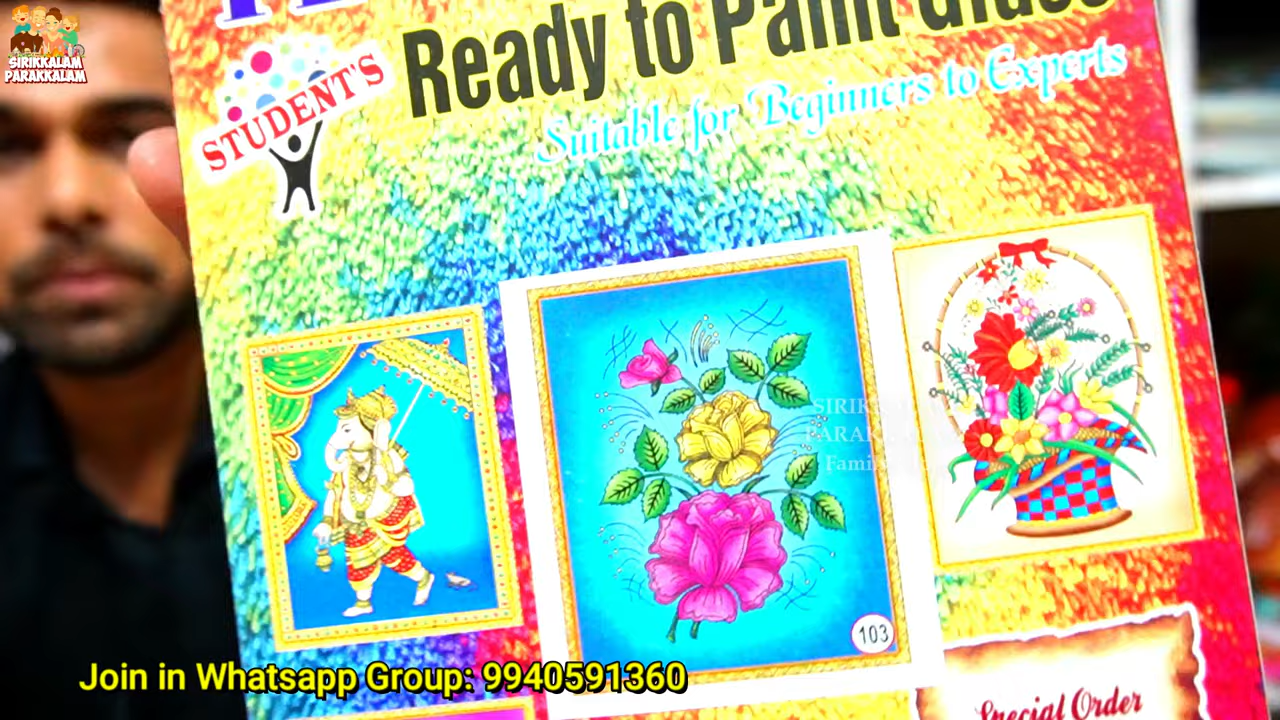 SIRIKKALAM
PARAKKALAM
STUDENT'S
Ready to Paint Glass
Suitable for Beginners to Experts
103
Special Order
Join in Whatsapp Group: 9940591360